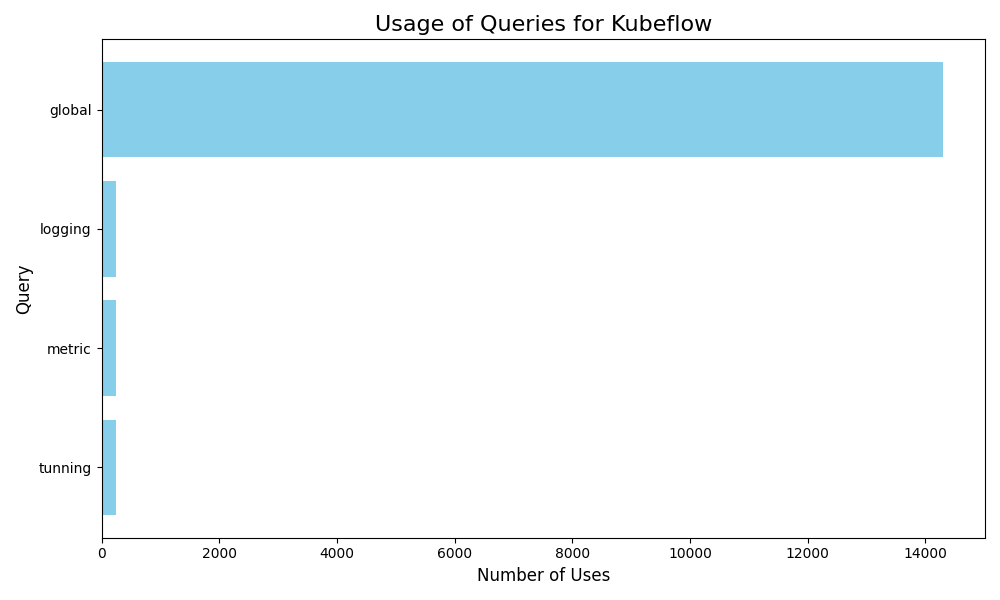 Usage of Queries for Kubeflow
global
logging
metric
tunning
Query
0 2000 4000 6000 8000 10000 12000 14000
Number of Uses